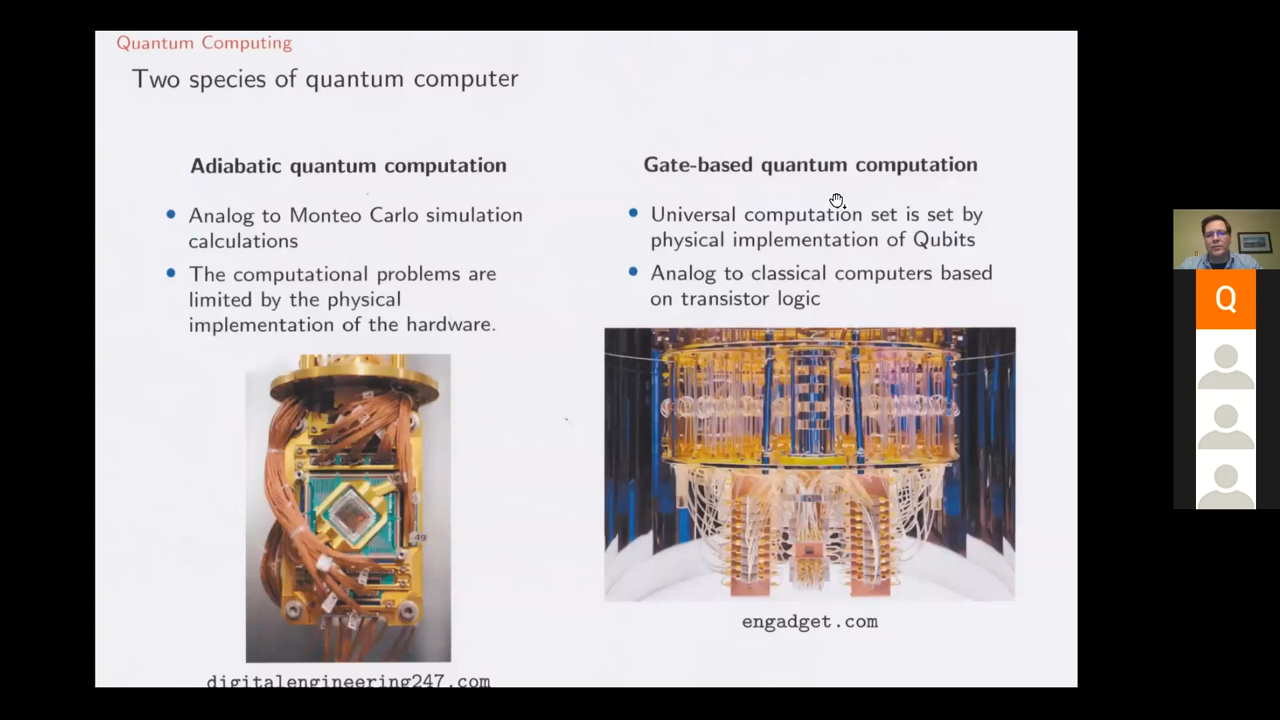 Quantum Computing
Two species of quantum computer
Adiabatic quantum computation
• Analog to Monteo Carlo simulation
calculations
• The computational problems are
limited by the physical
implementation of the hardware.
49
digitalengineering247.com
Gate-based quantum computation
• Universal computation set is set by
physical implementation of Qubits
• Analog to classical computers based
on transistor logic
engadget.com
Q